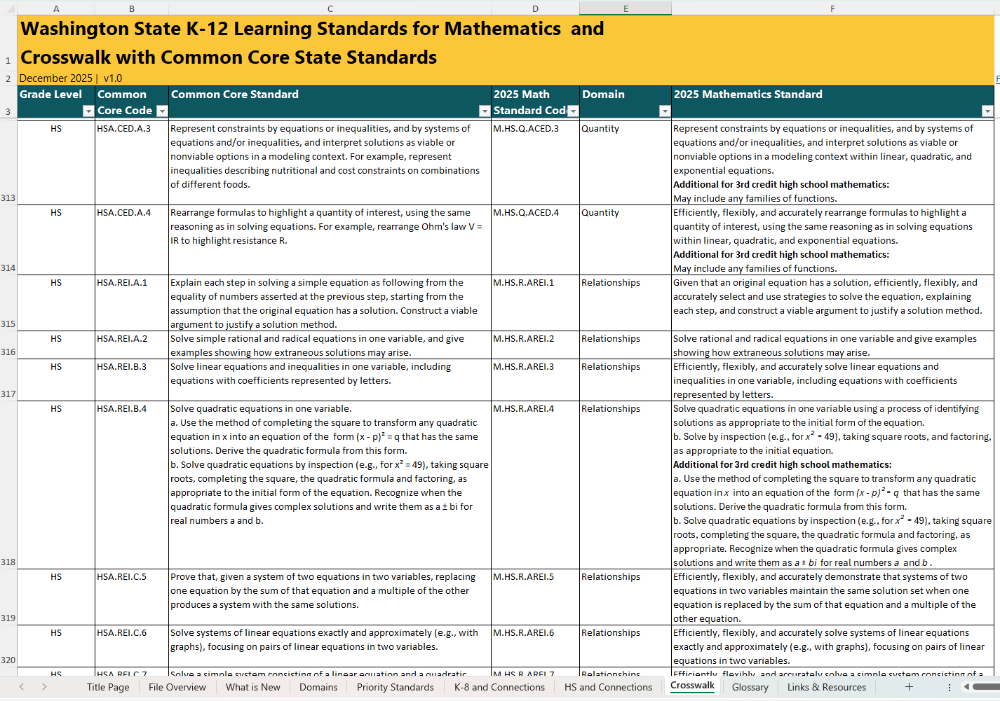 A B C D E F
1 Washington State K-12 Learning Standards for Mathematics and
Crosswalk with Common Core State Standards
2 December 2025 | v1.0
3 Grade Level
Common
Core Code
Common Core Standard
2025 Math
Standard Cod
Domain
2025 Mathematics Standard
313
HS
HSA.CED.A.3
Represent constraints by equations or inequalities, and by systems of
equations and/or inequalities, and interpret solutions as viable or
nonviable options in a modeling context. For example, represent
inequalities describing nutritional and cost constraints on combinations
of different foods.
M.HS.Q.ACED.3
Quantity
Represent constraints by equations or inequalities, and by systems of
equations and/or inequalities, and interpret solutions as viable or
nonviable options in a modeling context within linear, quadratic, and
exponential equations.
Additional for 3rd credit high school mathematics:
May include any families of functions.
314
HS
HSA.CED.A.4
Rearrange formulas to highlight a quantity of interest, using the same
reasoning as in solving equations. For example, rearrange Ohm's law V =
IR to highlight resistance R.
M.HS.Q.ACED.4
Quantity
Efficiently, flexibly, and accurately rearrange formulas to highlight a
quantity of interest, using the same reasoning as in solving equations
within linear, quadratic, and exponential equations.
Additional for 3rd credit high school mathematics:
May include any families of functions.
315
HS
HSA.REI.A.1
Explain each step in solving a simple equation as following from the
equality of numbers asserted at the previous step, starting from the
assumption that the original equation has a solution. Construct a viable
argument to justify a solution method.
M.HS.R.AREI.1
Relationships
Given that an original equation has a solution, efficiently, flexibly, and
accurately select and use strategies to solve the equation, explaining
each step, and construct a viable argument to justify a solution method.
316
HS
HSA.REI.A.2
Solve simple rational and radical equations in one variable, and give
examples showing how extraneous solutions may arise.
M.HS.R.AREI.2
Relationships
Solve rational and radical equations in one variable and give examples
showing how extraneous solutions may arise.
317
HS
HSA.REI.B.3
Solve linear equations and inequalities in one variable, including
equations with coefficients represented by letters.
M.HS.R.AREI.3
Relationships
Efficiently, flexibly, and accurately solve linear equations and
inequalities in one variable, including equations with coefficients
represented by letters.
318
HS
HSA.REI.B.4
Solve quadratic equations in one variable.
a. Use the method of completing the square to transform any quadratic
equation in x into an equation of the form (x - p)² = q that has the same
solutions. Derive the quadratic formula from this form.
b. Solve quadratic equations by inspection (e.g., for x² = 49), taking square
roots, completing the square, the quadratic formula and factoring, as
appropriate to the initial form of the equation. Recognize when the
quadratic formula gives complex solutions and write them as a ± bi for
real numbers a and b.
M.HS.R.AREI.4
Relationships
Solve quadratic equations in one variable using a process of identifying
solutions as appropriate to the initial form of the equation.
b. Solve by inspection (e.g., for x² = 49), taking square roots, and factoring,
as appropriate to the initial equation.
Additional for 3rd credit high school mathematics:
a. Use the method of completing the square to transform any quadratic
equation in x into an equation of the form (x - p)² = q that has the same
solutions. Derive the quadratic formula from this form.
b. Solve quadratic equations by inspection (e.g., for x² = 49), taking square
roots, completing the square, the quadratic formula and factoring, as
appropriate. Recognize when the quadratic formula gives complex
solutions and write them as a ± bi for real numbers a and b.
319
HS
HSA.REI.C.5
Prove that, given a system of two equations in two variables, replacing
one equation by the sum of that equation and a multiple of the other
produces a system with the same solutions.
M.HS.R.AREI.5
Relationships
Efficiently, flexibly, and accurately demonstrate that systems of two
equations in two variables maintain the same solution set when one
equation is replaced by the sum of that equation and a multiple of the
other equation.
320
HS
HSA.REI.C.6
Solve systems of linear equations exactly and approximately (e.g., with
graphs), focusing on pairs of linear equations in two variables.
M.HS.R.AREI.6
Relationships
Efficiently, flexibly, and accurately solve systems of linear equations
exactly and approximately (e.g., with graphs), focusing on pairs of linear
equations in two variables.
HS
HSA.REI.C.7
Solve a simple system consisting of a linear equation and a quadratic
M.HS.R.AREI.7
Relationships
Efficiently, flexibly, and accurately solve a simple system consisting of a
Title Page File Overview What is New Domains Priority Standards K-8 and Connections HS and Connections Crosswalk Glossary Links & Resources +